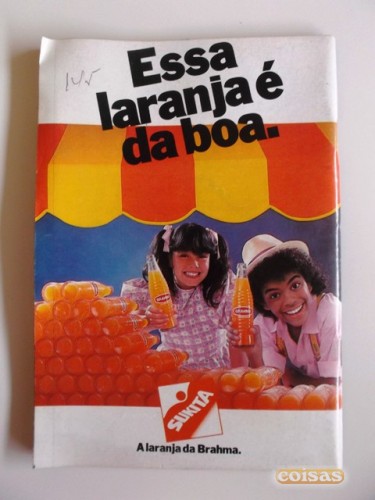 Essa
laranja é
da boa.
SUKITA
A laranja da Brahma.
coisas